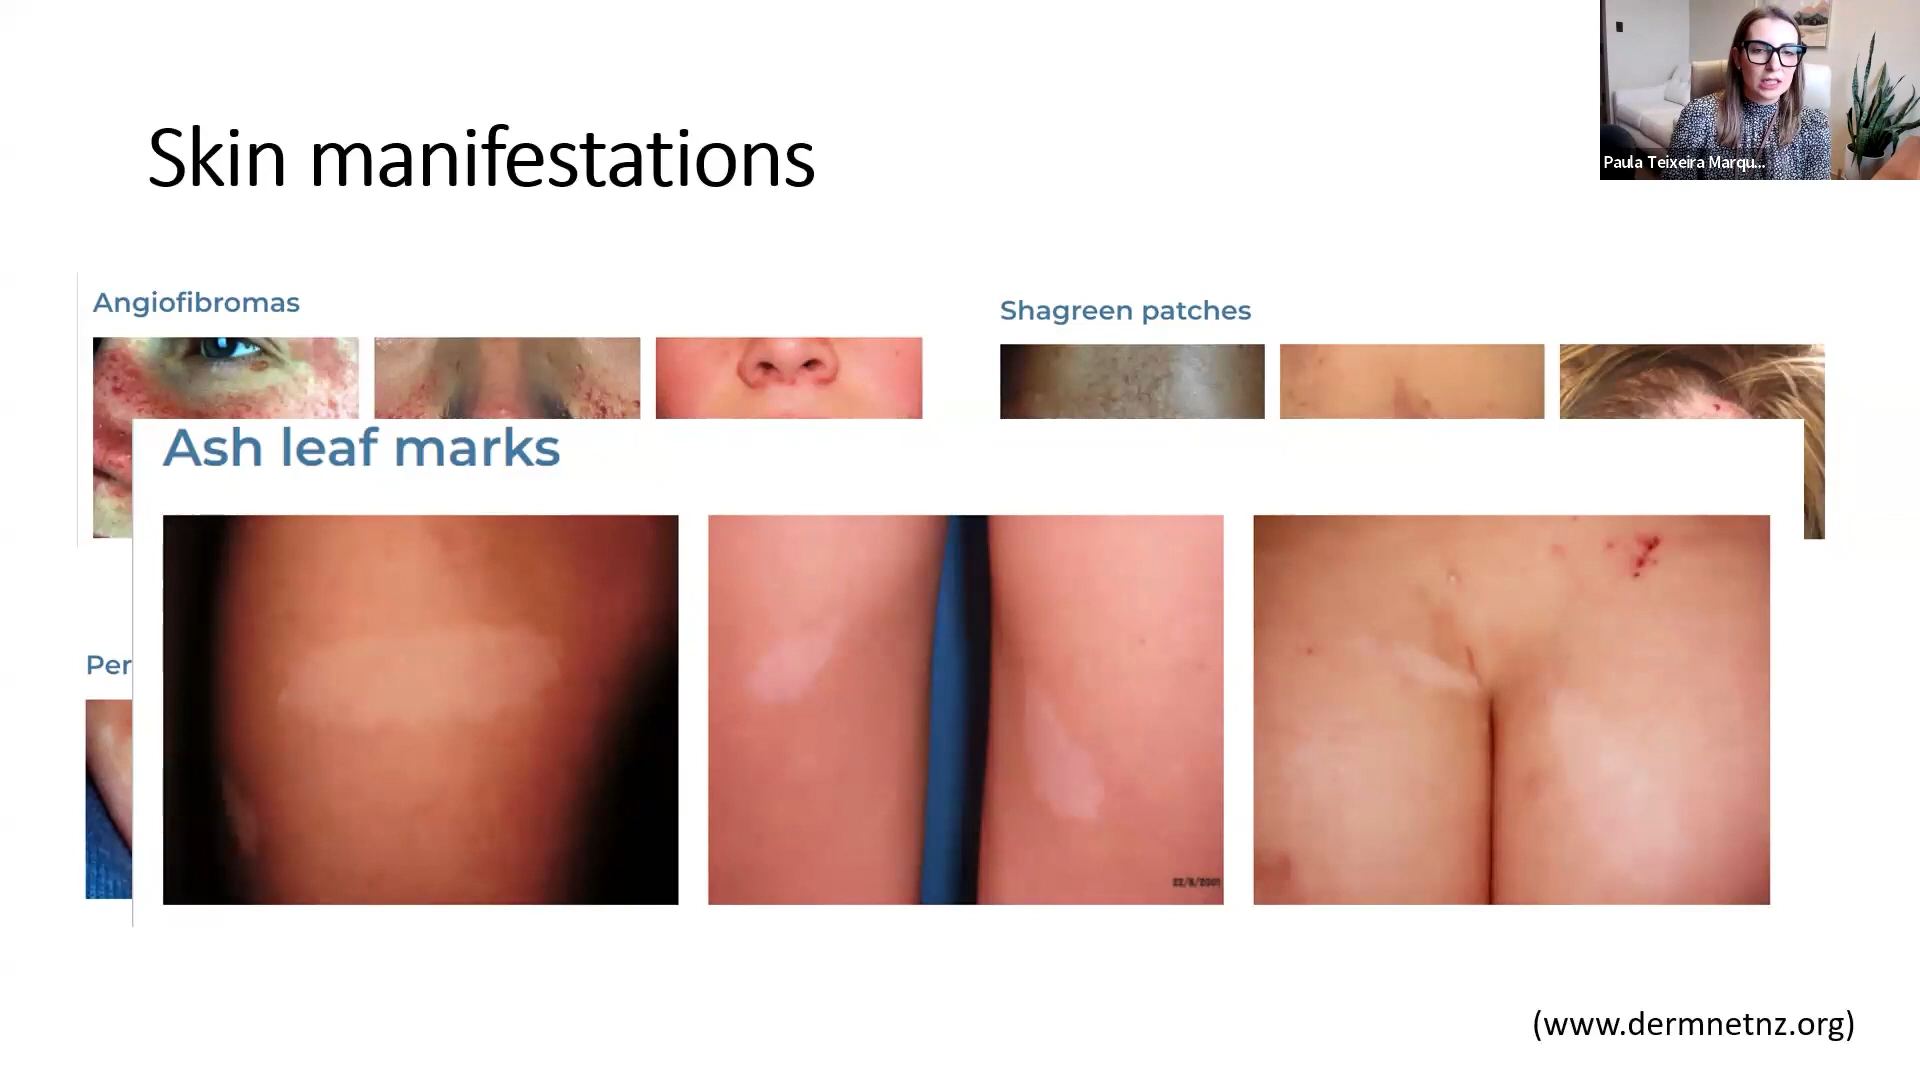 Skin manifestations
Paula Teixeira Marqu...
Angiofibromas
Shagreen patches
Ash leaf marks
Per
(www.dermnetnz.org)